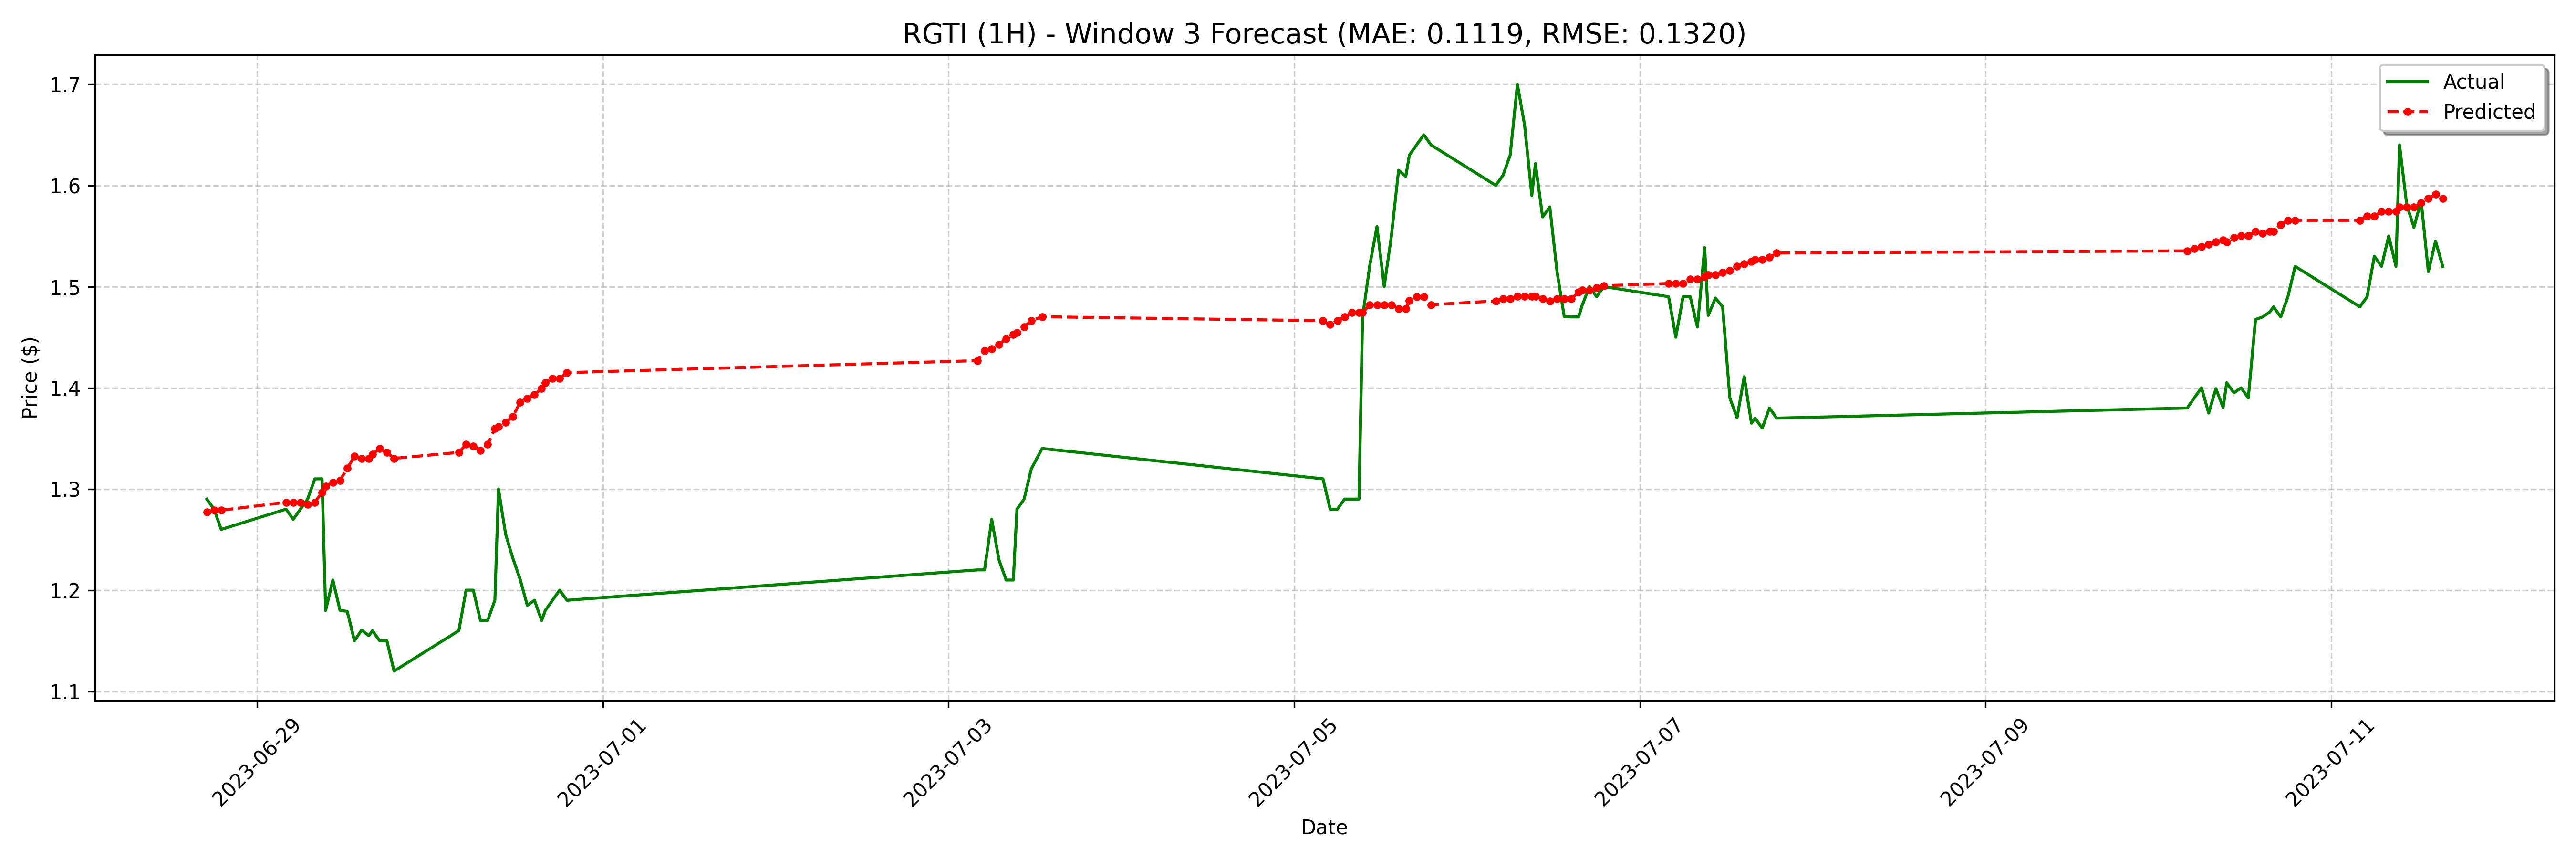 RGTI (1H) - Window 3 Forecast (MAE: 0.1119, RMSE: 0.1320)
Actual
Predicted
Price ($)
1.7
1.6
1.5
1.4
1.3
1.2
1.1
2023-06-29
2023-07-01
2023-07-03
2023-07-05
2023-07-07
2023-07-09
2023-07-11
Date